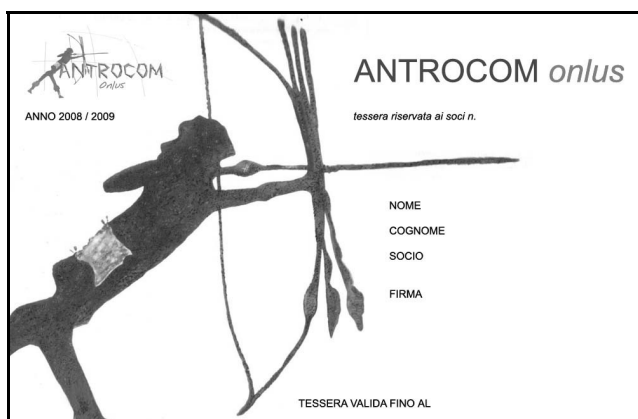 ANTROCOM
onlus
ANNO 2008 / 2009
ANTROCOM onlus
tessera riservata ai soci n.
NOME
COGNOME
SOCIO
FIRMA
TESSERA VALIDA FINO AL